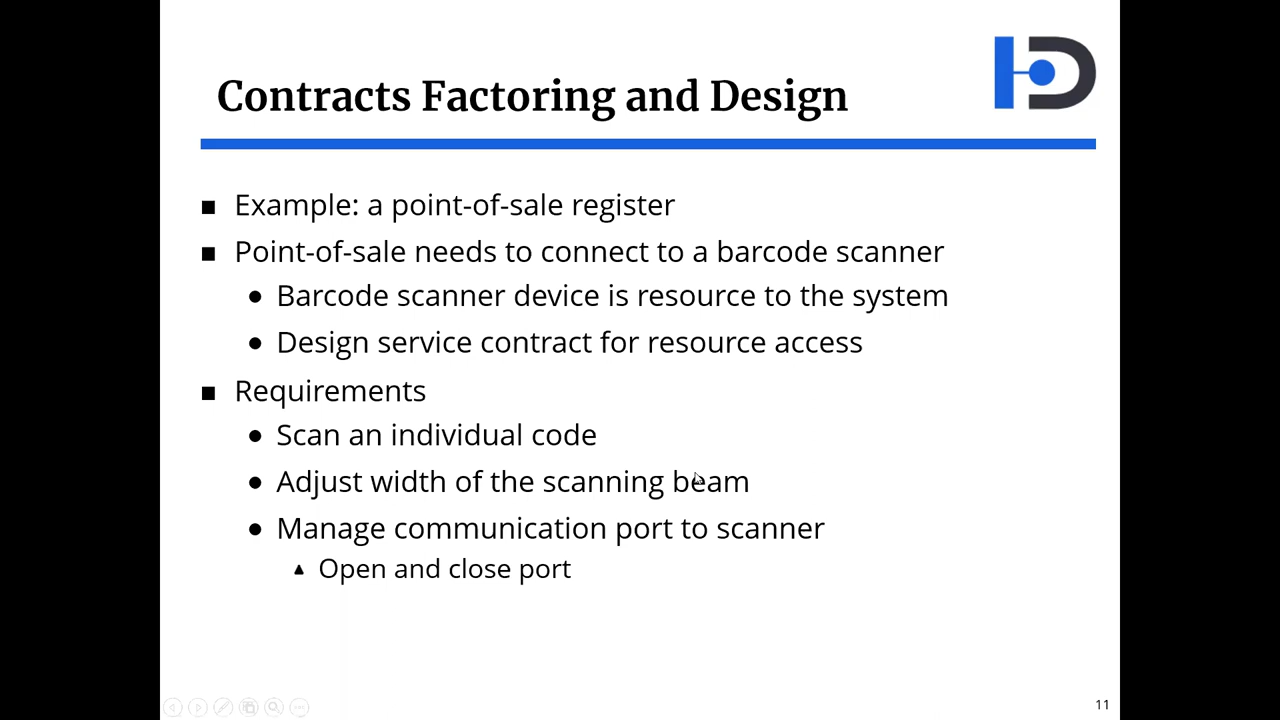 Contracts Factoring and Design
Example: a point-of-sale register
Point-of-sale needs to connect to a barcode scanner
Barcode scanner device is resource to the system
Design service contract for resource access
Requirements
Scan an individual code
Adjust width of the scanning beam
Manage communication port to scanner
Open and close port
11